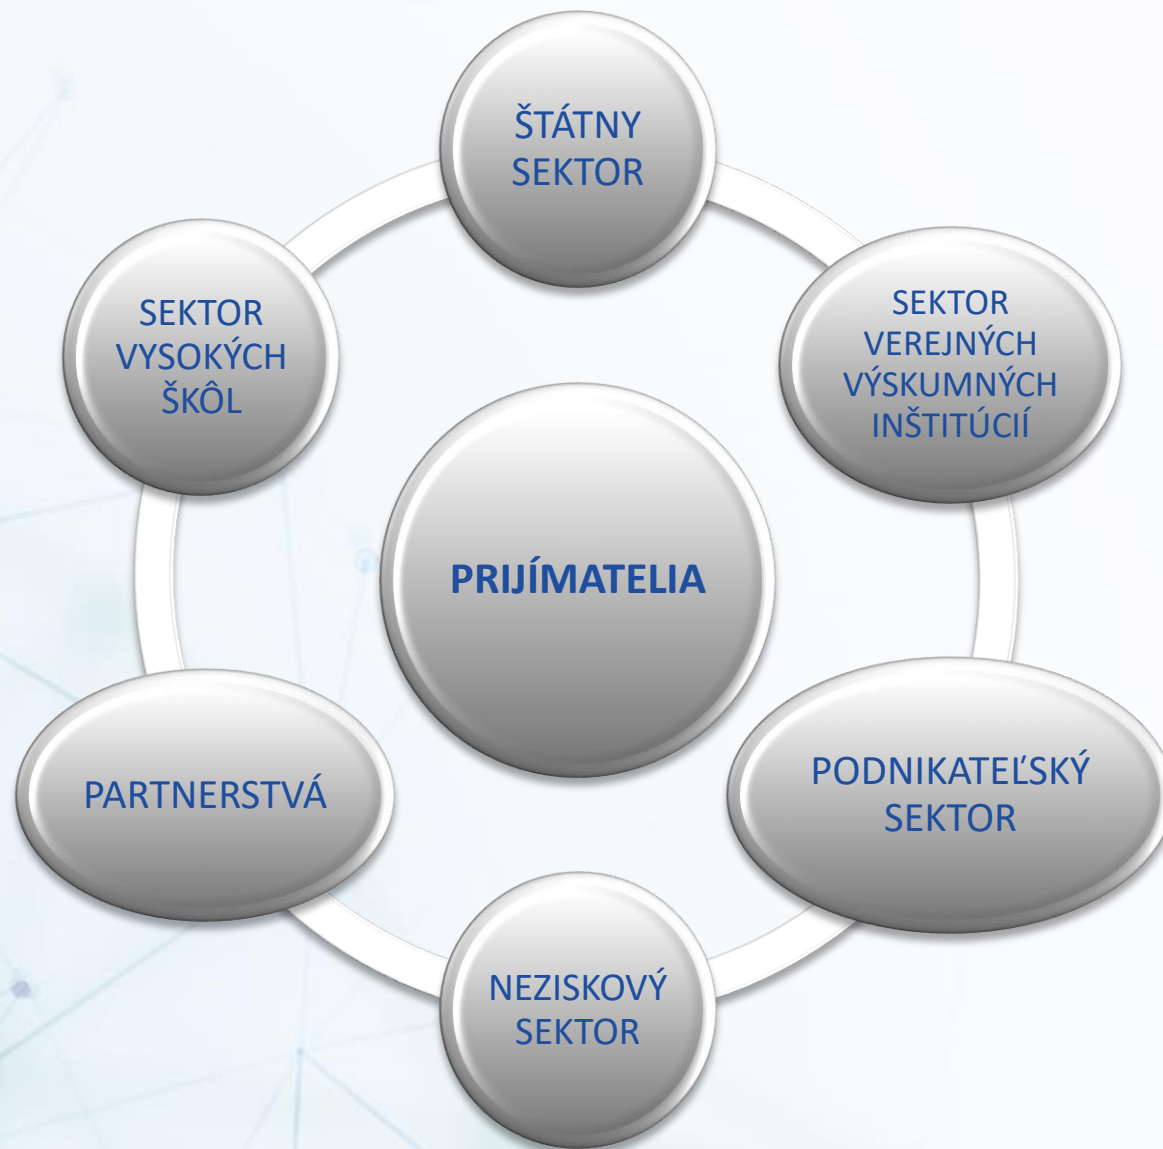 ŠTÁTNY
SEKTOR
SEKTOR
VYSOKÝCH
ŠKÔL
SEKTOR
VEREJNÝCH
VÝSKUMNÝCH
INŠTITÚCIÍ
PRIJÍMATELIA
PARTNERSTVÁ
PODNIKATEĽSKÝ
SEKTOR
NEZISKOVÝ
SEKTOR